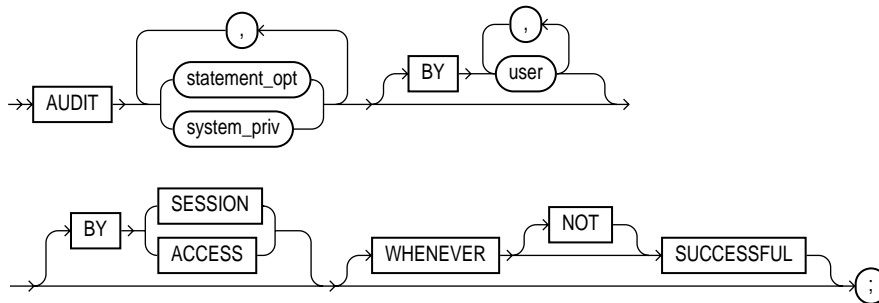 ,
,
statement_opt
BY
user
AUDIT
system_priv
SESSION
BY
ACCESS
NOT
WHENEVER
SUCCESSFUL
;